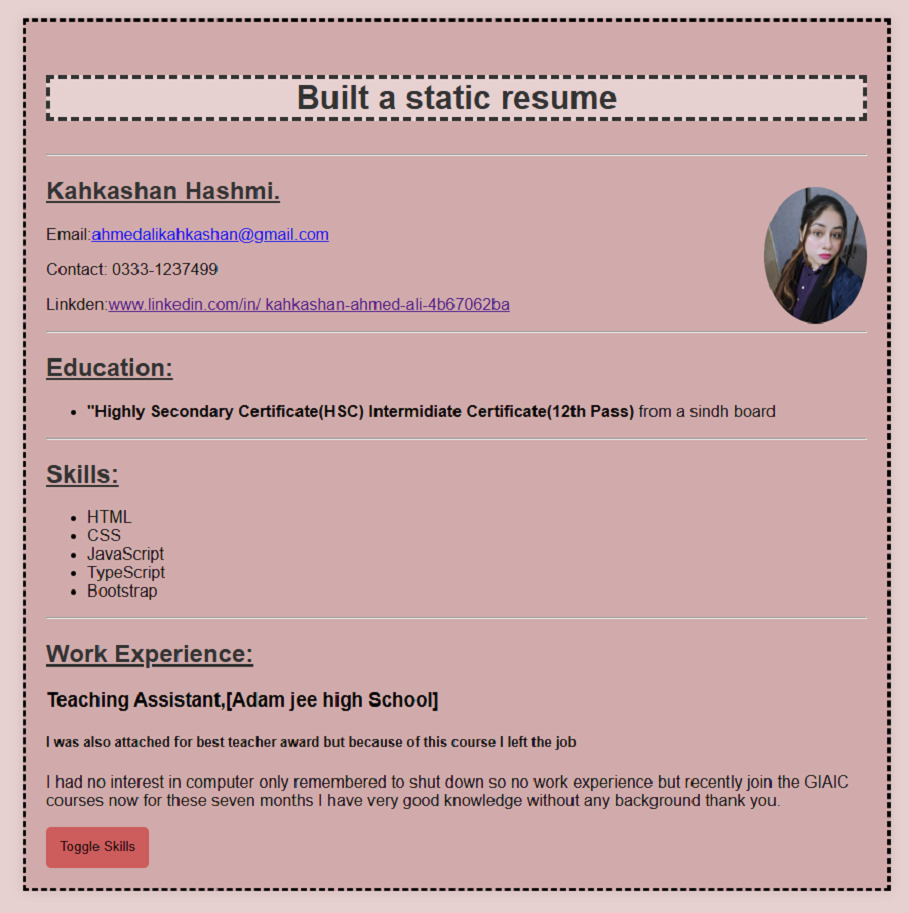 Built a static resume
Kahkashan Hashmi.
Email:ahmedalikahkashan@gmail.com
Contact: 0333-1237499
Linkden:www.linkedin.com/in/ kahkashan-ahmed-ali-4b67062ba
Education:
• "Highly Secondary Certificate(HSC) Intermidiate Certificate(12th Pass) from a sindh board
Skills:
• HTML
• CSS
• JavaScript
• TypeScript
• Bootstrap
Work Experience:
Teaching Assistant,[Adam jee high School]
I was also attached for best teacher award but because of this course I left the job
I had no interest in computer only remembered to shut down so no work experience but recently join the GIAIC
courses now for these seven months I have very good knowledge without any background thank you.
Toggle Skills